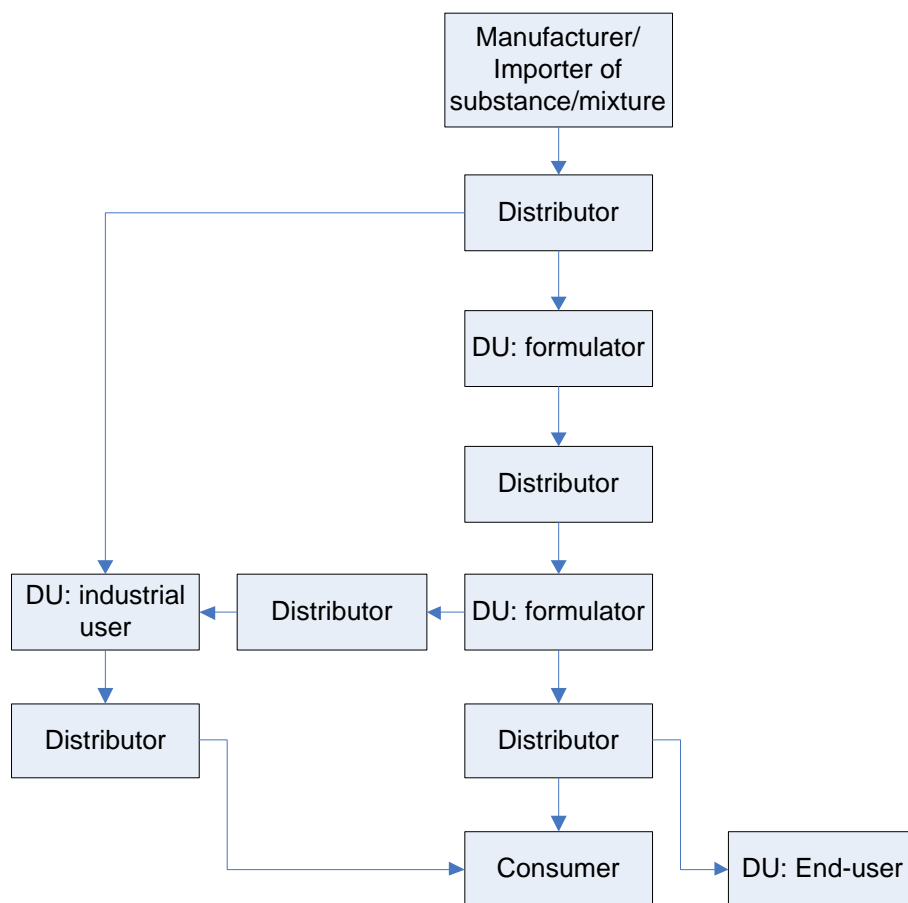 Manufacturer/
Importer of
substance/mixture
Distributor
DU: formulator
Distributor
DU: industrial
user
Distributor
DU: formulator
Distributor
Distributor
Consumer
DU: End-user